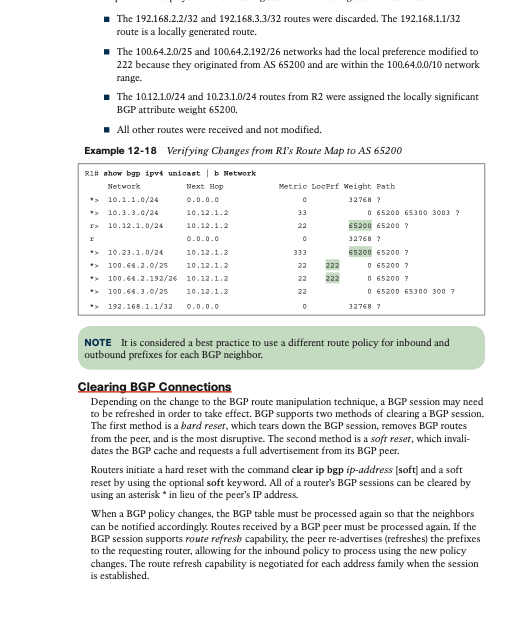 ■ The 192.168.2.2/32 and 192.168.3.3/32 routes were discarded. The 192.168.1.1/32
route is a locally generated route.
■ The 100.64.2.0/25 and 100.64.2.192/26 networks had the local preference modified to
222 because they originated from AS 65200 and are within the 100.64.0.0/10 network
range.
■ The 10.12.1.0/24 and 10.23.1.0/24 routes from R2 were assigned the locally significant
BGP attribute weight 65200.
■ All other routes were received and not modified.
Example 12-18 Verifying Changes from R1's Route Map to AS 65200
R1# show bgp ipv4 unicast | b Network
Network Next Hop Metric LocPrf Weight Path
*> 10.1.1.0/24 0.0.0.0 0 32768 ?
*> 10.3.3.0/24 10.12.1.2 33 0 65200 65300 3003 ?
r> 10.12.1.0/24 10.12.1.2 22 65200 65200 ?
r 0.0.0.0 0 32768 ?
*> 10.23.1.0/24 10.12.1.2 333 65200 65200 ?
*> 100.64.2.0/25 10.12.1.2 22 222 0 65200 ?
*> 100.64.2.192/26 10.12.1.2 22 222 0 65200 ?
*> 100.64.3.0/25 10.12.1.2 22 0 65200 65300 300 ?
*> 192.168.1.1/32 0.0.0.0 0 32768 ?
NOTE It is considered a best practice to use a different route policy for inbound and
outbound prefixes for each BGP neighbor.
Clearing BGP Connections
Depending on the change to the BGP route manipulation technique, a BGP session may need
to be refreshed in order to take effect. BGP supports two methods of clearing a BGP session.
The first method is a hard reset, which tears down the BGP session, removes BGP routes
from the peer, and is the most disruptive. The second method is a soft reset, which invali-
dates the BGP cache and requests a full advertisement from its BGP peer.
Routers initiate a hard reset with the command clear ip bgp ip-address [soft] and a soft
reset by using the optional soft keyword. All of a router's BGP sessions can be cleared by
using an asterisk * in lieu of the peer's IP address.
When a BGP policy changes, the BGP table must be processed again so that the neighbors
can be notified accordingly. Routes received by a BGP peer must be processed again. If the
BGP session supports route refresh capability, the peer re-advertises (refreshes) the prefixes
to the requesting router, allowing for the inbound policy to process using the new policy
changes. The route refresh capability is negotiated for each address family when the session
is established.